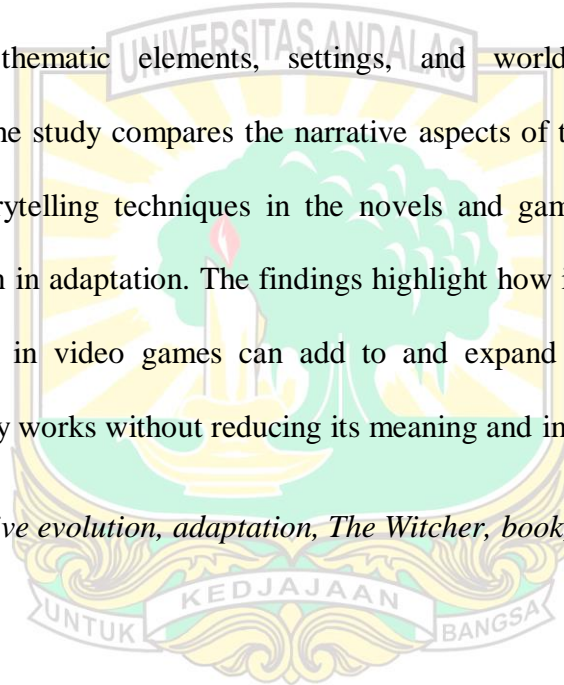 UNIVERSITAS ANDALAS
thematic elements, settings, and world
ne study compares the narrative aspects of t
rytelling techniques in the novels and gam
in adaptation. The findings highlight how i
in video games can add to and expand
y works without reducing its meaning and in
ive evolution, adaptation, The Witcher, book,
UNTUK KEDJAJAAN BANGSA